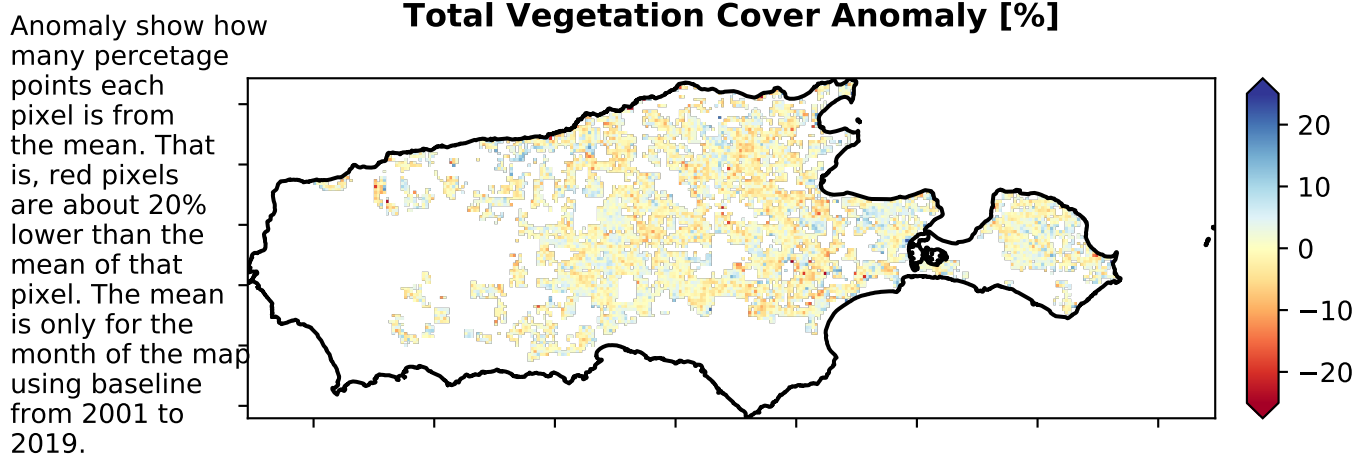 Total Vegetation Cover Anomaly [%]
Anomaly show how
many percetage
points each
pixel is from
the mean. That
is, red pixels
are about 20%
lower than the
mean of that
pixel. The mean
is only for the
month of the map
using baseline
from 2001 to
2019.
20
10
0
−10
−20